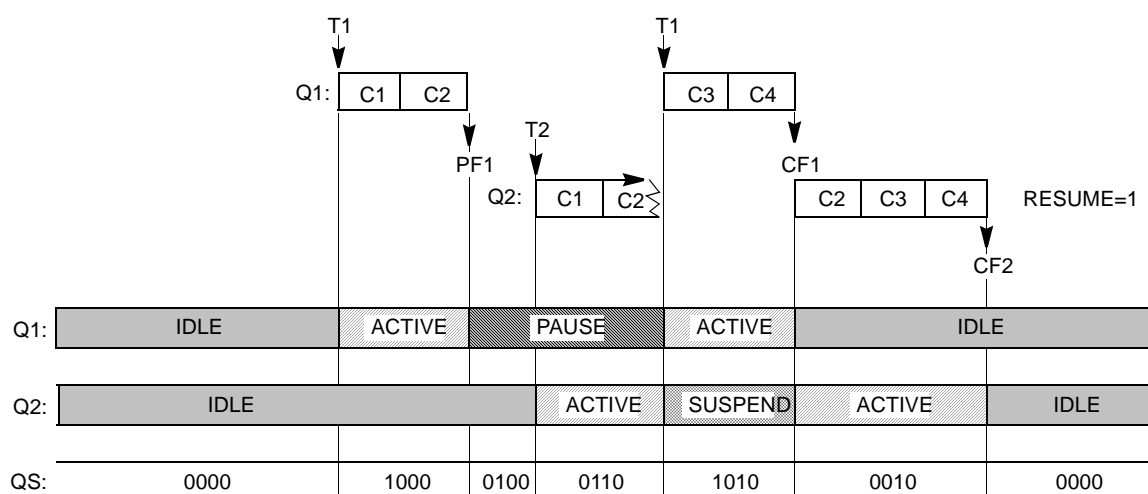 T1 T1
Q1: C1 C2 C3 C4
T2
PF1 CF1
Q2: C1 C2 C2 C3 C4 RESUME=1
CF2
Q1: IDLE ACTIVE PAUSE ACTIVE IDLE
Q2: IDLE ACTIVE SUSPEND ACTIVE IDLE
QS: 0000 1000 0100 0110 1010 0010 0000